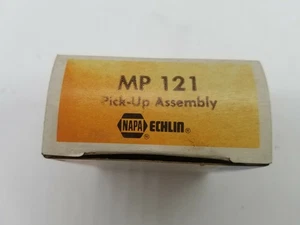 MP 121
Pick-Up Assembly
NAPA ECHLIN®